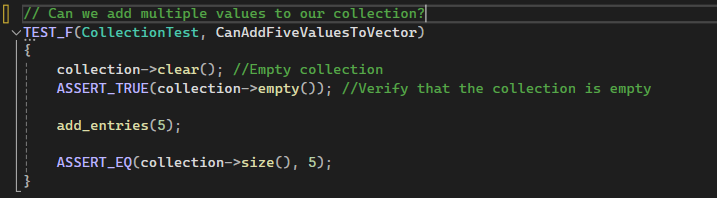 // Can we add multiple values to our collection?
TEST_F(CollectionTest, CanAddFiveValuesToVector)
{
    collection->clear(); //Empty collection
    ASSERT_TRUE(collection->empty()); //Verify that the collection is empty
    add_entries(5);
    ASSERT_EQ(collection->size(), 5);
}